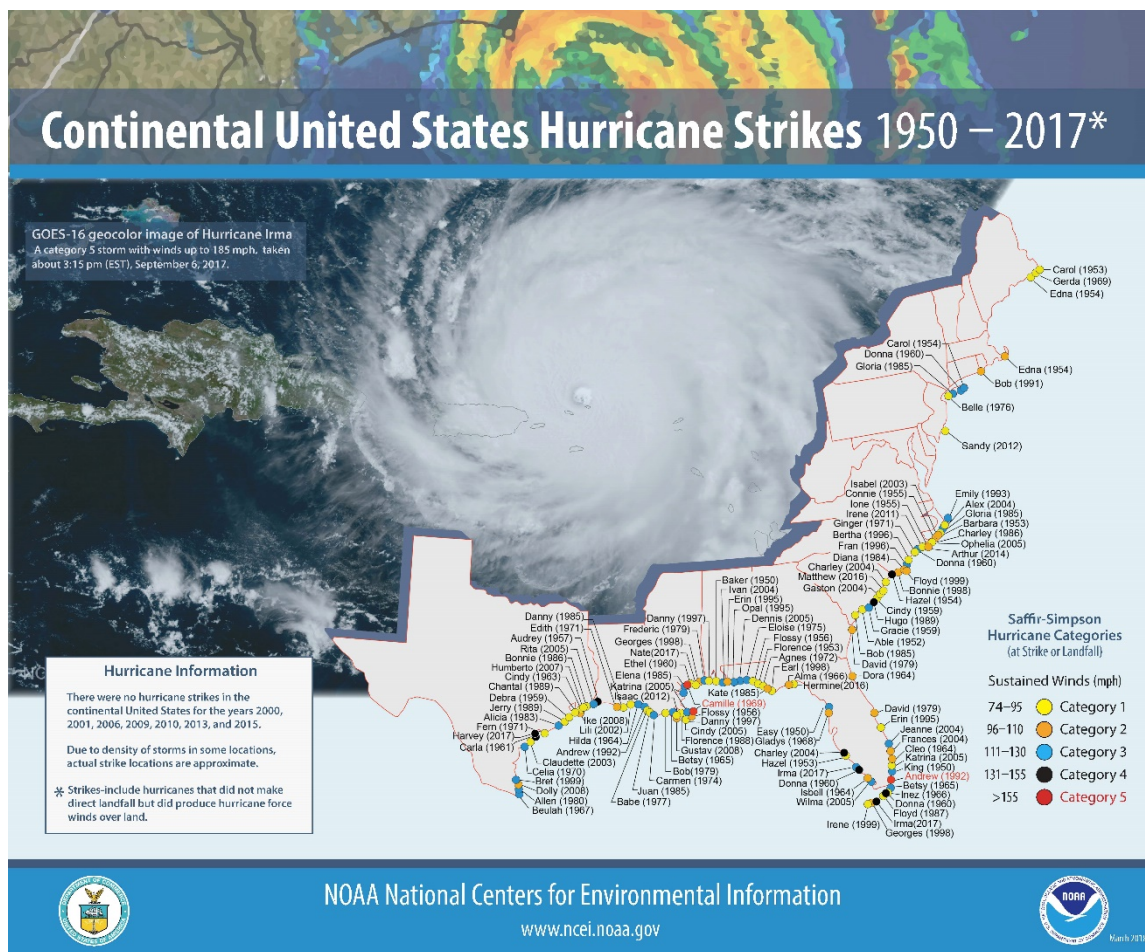 Continental United States Hurricane Strikes 1950 – 2017*
GOES-16 geocolor image of Hurricane Irma
A category 5 storm with winds up to 185 mph, taken
about 3:15 pm (EST), September 6, 2017.
Carol (1953)
Gerda (1969)
Edna (1954)
Carol (1954)
Donna (1960)
Gloria (1985)
Edna (1954)
Bob (1991)
Belle (1976)
Sandy (2012)
Isabel (2003)
Connie (1955)
Ione (1955)
Irene (2011)
Ginger (1971)
Bertha (1996)
Fran (1996)
Diana (1984)
Charley (2004)
Matthew (2016)
Gaston (2004)
Emily (1993)
Alex (2004)
Gloria (1985)
Barbara (1953)
Charley (1986)
Ophelia (2005)
Arthur (2014)
Donna (1960)
Floyd (1999)
Bonnie (1998)
Hazel (1954)
Cindy (1959)
Hugo (1989)
Gracie (1959)
Able (1952)
Bob (1985)
David (1979)
Dora (1964)
Baker (1950)
Ivan (2004)
Erin (1995)
Opal (1995)
Dennis (2005)
Eloise (1975)
Flossy (1956)
Florence (1953)
Agnes (1972)
Earl (1998)
Alma (1966)
Hermine(2016)
Danny (1997)
Frederic (1979)
Georges (1998)
Nate(2017)
Ethel (1960)
Elena (1985)
Katrina (2005)
Isaac (2012)
Kate (1985)
Camille (1969)
Flossy (1956)
Danny (1997)
Cindy (2005)
Florence (1988)
Gustav (2008)
Betsy (1965)
Bob(1979)
Carmen (1974)
Juan (1985)
Babe (1977)
Danny (1985)
Edith (1971)
Audrey (1957)
Rita (2005)
Bonnie (1986)
Humberto (2007)
Cindy (1963)
Chantal (1989)
Debra (1959)
Jerry (1989)
Alicia (1983)
Fern (1971)
Harvey (2017)
Carla (1961)
Ike (2008)
Lili (2002)
Hilda (1964)
Andrew (1992)
Claudette (2003)
Celia (1970)
Bret (1999)
Dolly (2008)
Allen (1980)
Beulah (1967)
Easy (1950)
Gladys (1968)
Charley (2004)
Hazel (1953)
Irma (2017)
Donna (1960)
Isbell (1964)
Wilma (2005)
Irene (1999)
David (1979)
Erin (1995)
Jeanne (2004)
Frances (2004)
Cleo (1964)
Katrina (2005)
King (1950)
Andrew (1992)
Betsy (1965)
Inez (1966)
Donna (1960)
Floyd (1987)
Irma(2017)
Georges (1998)
Saffir-Simpson
Hurricane Categories
(at Strike or Landfall)
Sustained Winds (mph)
74–95 Category 1
96–110 Category 2
111–130 Category 3
131–155 Category 4
>155 Category 5
Hurricane Information
There were no hurricane strikes in the
continental United States for the years 2000,
2001, 2006, 2009, 2010, 2013, and 2015.
Due to density of storms in some locations,
actual strike locations are approximate.
* Strikes-include hurricanes that did not make
direct landfall but did produce hurricane force
winds over land.
NOAA National Centers for Environmental Information
www.ncei.noaa.gov
NOAA